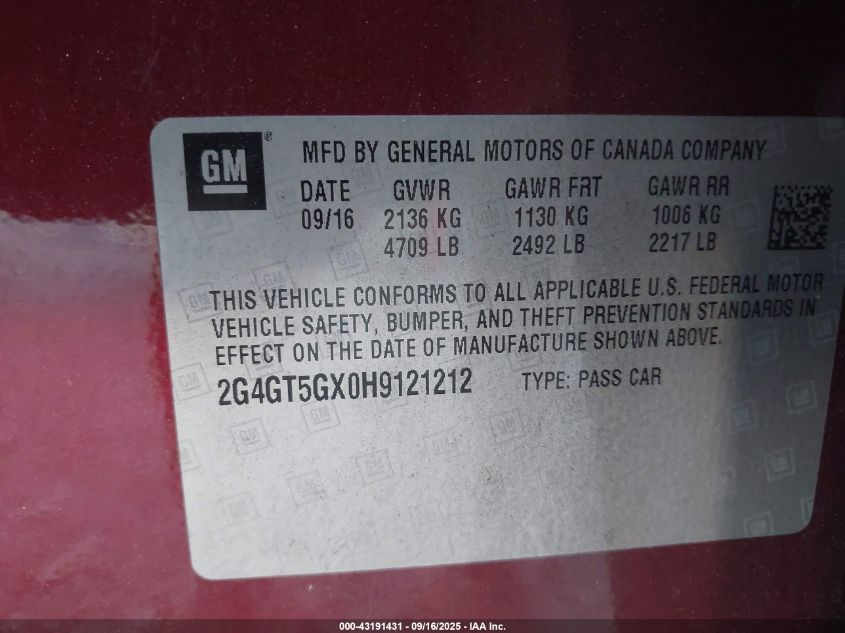 GM
MFD BY GENERAL MOTORS OF CANADA COMPANY
DATE GVWR GAWR FRT GAWR RR
09/16 2136 KG 1130 KG 1006 KG
4709 LB 2492 LB 2217 LB
THIS VEHICLE CONFORMS TO ALL APPLICABLE U.S. FEDERAL MOTOR
VEHICLE SAFETY, BUMPER, AND THEFT PREVENTION STANDARDS IN
EFFECT ON THE DATE OF MANUFACTURE SHOWN ABOVE.
2G4GT5GX0H9121212 TYPE: PASS CAR
000-43191431 - 09/16/2025 - IAA Inc.